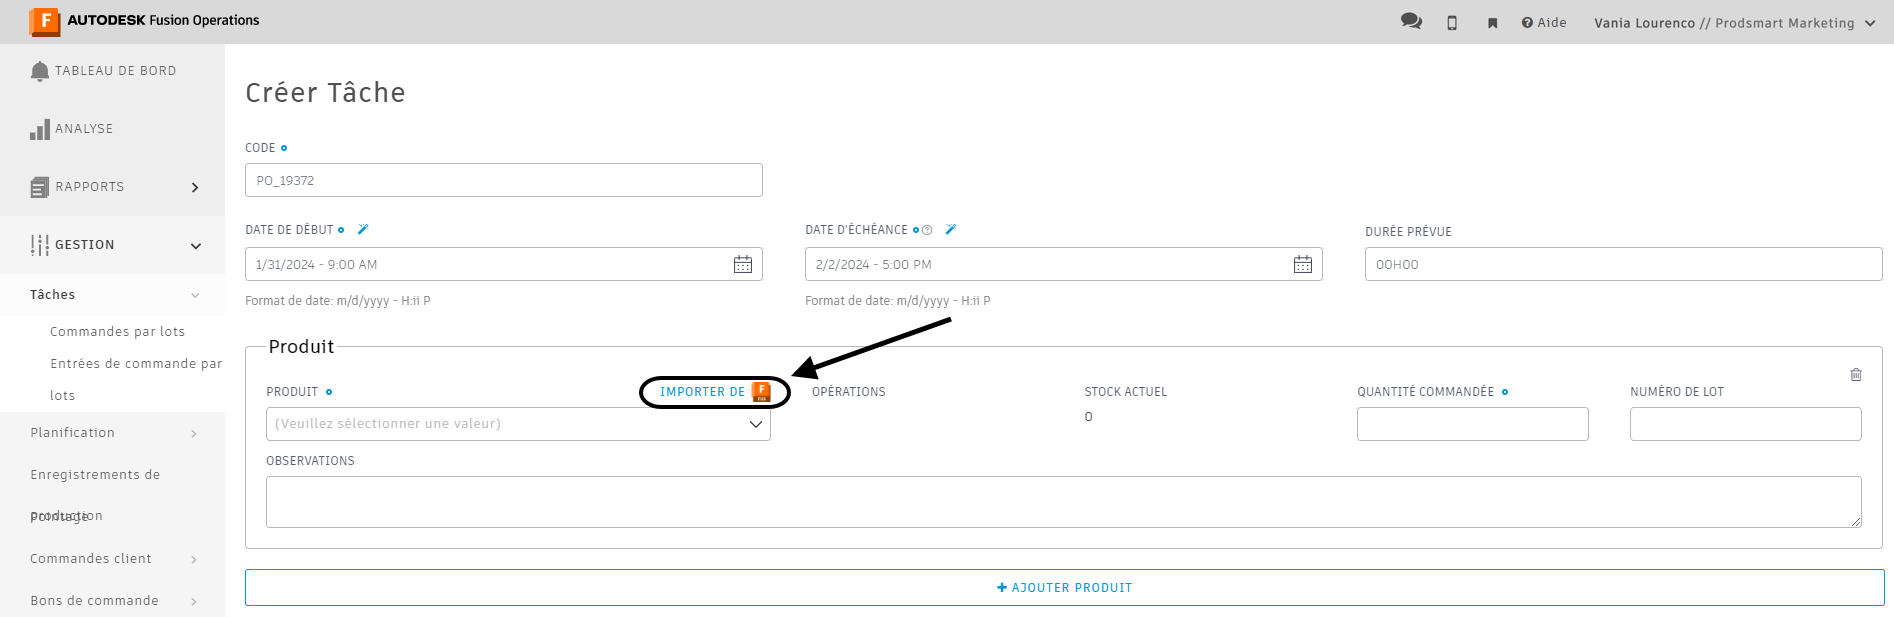 F AUTODESK Fusion Operations
Aide
Vania Lourenco // Prodsmart Marketing
TABLEAU DE BORD
ANALYSE
RAPPORTS
GESTION
Tâches
Commandes par lots
Entrées de commande par
lots
Planification
Enregistrements de
production
Pointage
Commandes client
Bons de commande
Créer Tâche
CODE
PO_19372
DATE DE DÉBUT
1/31/2024 - 9:00 AM
Format de date: m/d/yyyy - H:ii P
DATE D'ÉCHÉANCE
2/2/2024 - 5:00 PM
Format de date: m/d/yyyy - H:ii P
DURÉE PRÉVUE
00H00
Produit
PRODUIT
IMPORTER DE F
(Veuillez sélectionner une valeur)
OPÉRATIONS
STOCK ACTUEL
0
QUANTITÉ COMMANDÉE
NUMÉRO DE LOT
OBSERVATIONS
+ AJOUTER PRODUIT